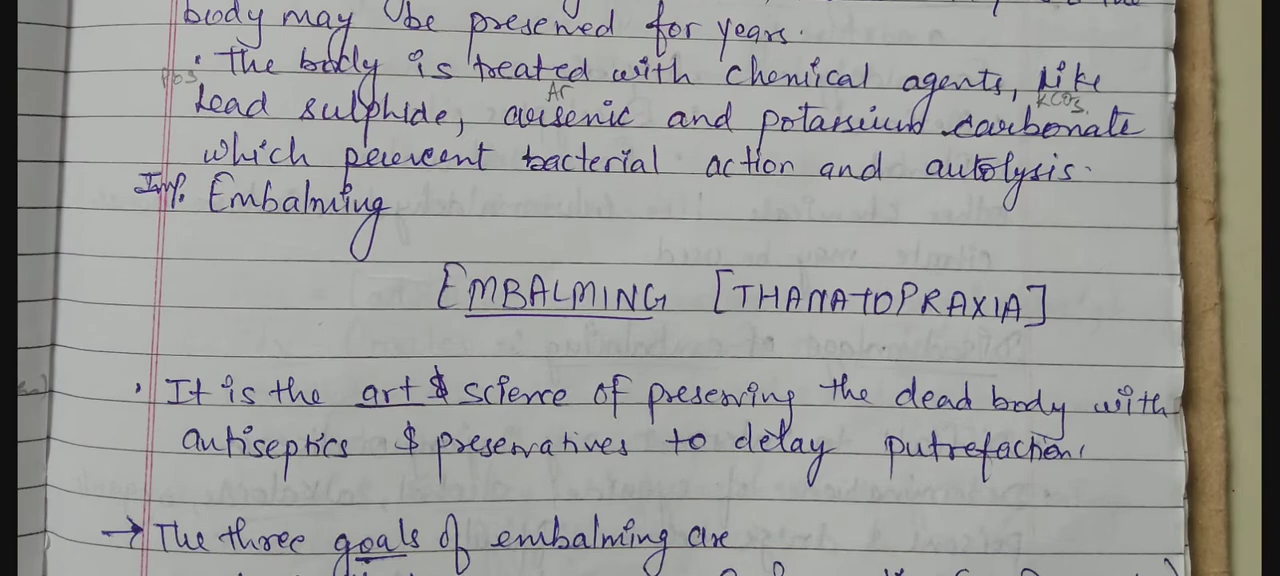 body may be preserved for years.
· The body is treated with chemical agents, like
Lead sulphide, arsenic and potassium carbonate
Ar
KCO3
which prevent bacterial action and autolysis.
Imp. Embalming
EMBALMING [THANATOPRAXIA]
· It is the art & science of preserving the dead body with
antiseptics & preservatives to delay putrefaction.
→ The three goals of embalming are